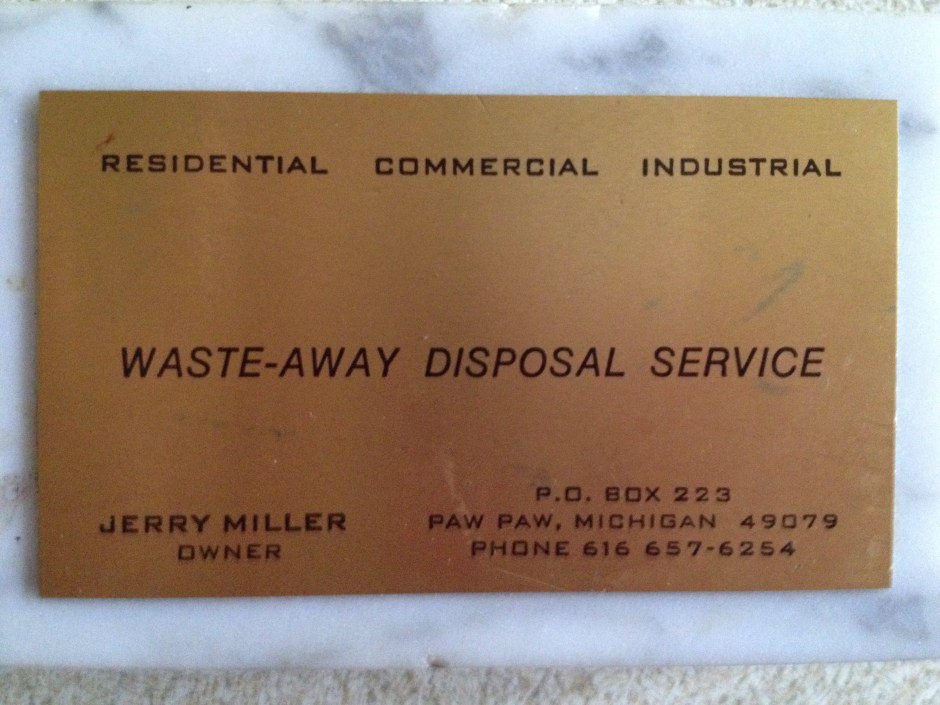 RESIDENTIAL COMMERCIAL INDUSTRIAL
WASTE-AWAY DISPOSAL SERVICE
JERRY MILLER
OWNER
P.O. BOX 223
PAW PAW, MICHIGAN 49079
PHONE 616 657-6254